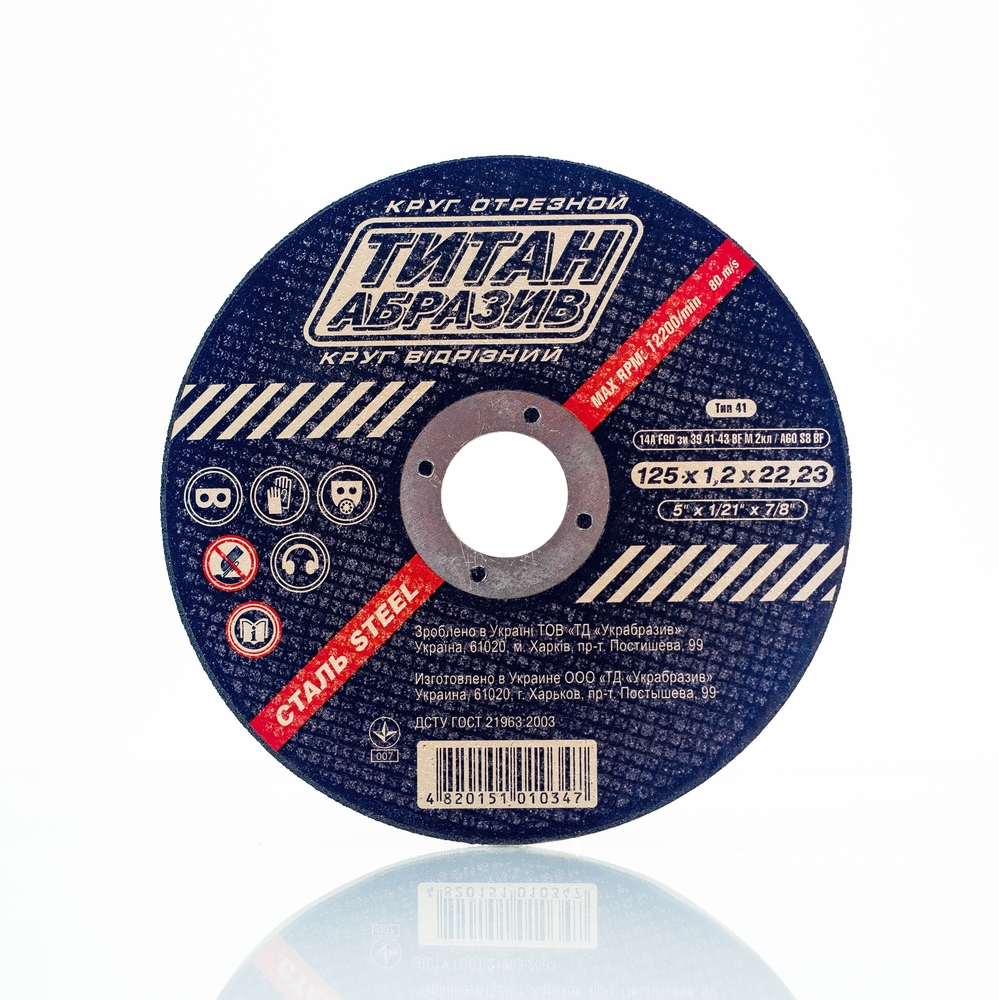 КРУГ ОТРЕЗНОЙ
ТИТАН
АБРАЗИВ
КРУГ ВІДРІЗНИЙ
MAX RPM: 12200/min 80 m/s
Тип 41
14A F60 зи 39 41-43 BF М 2кл / A60 S8 BF
125 x 1,2 x 22,23
5" x 1/21" x 7/8"
СТАЛЬ STEEL
Зроблено в Україні ТОВ «ТД «Украбразив»
Україна, 61020, м. Харків, пр-т. Постишева, 99
Изготовлено в Украине ООО «ТД «Украбразив»
Украина, 61020, г. Харьков, пр-т. Постышева, 99
ДСТУ ГОСТ 21963:2003
007
4 820151 010347